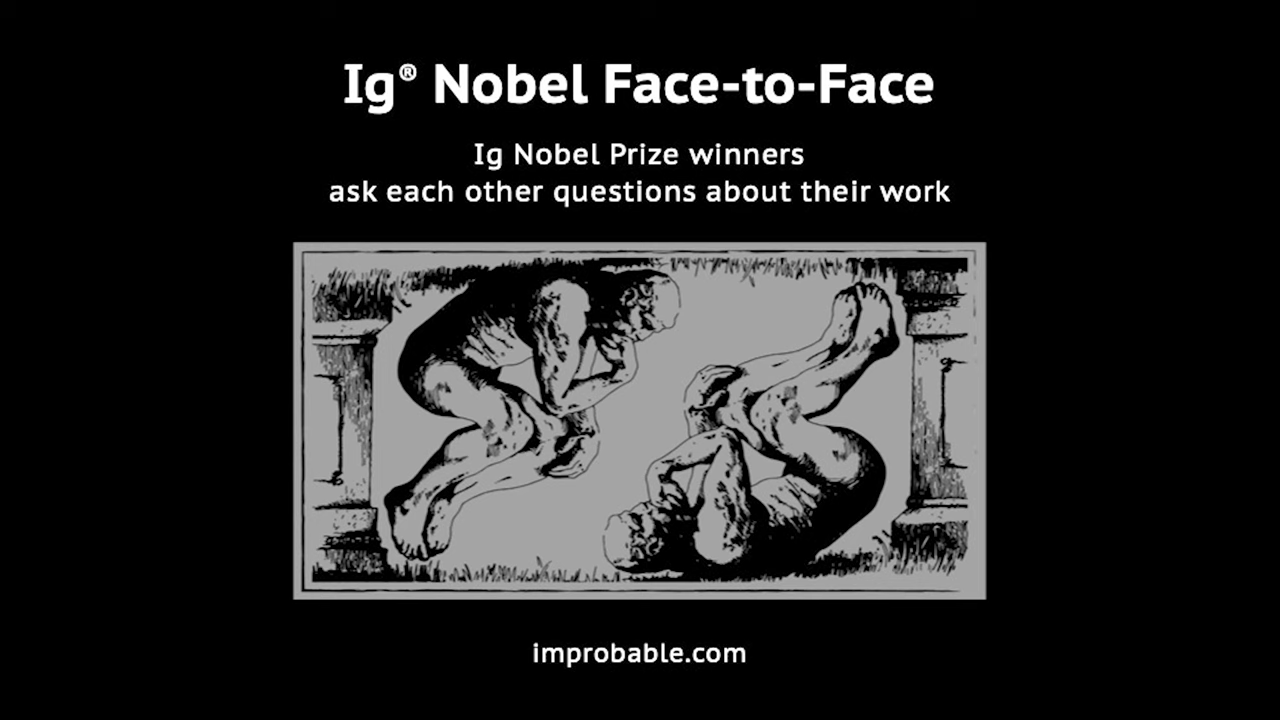 Ig® Nobel Face-to-Face
Ig Nobel Prize winners
ask each other questions about their work
improbable.com